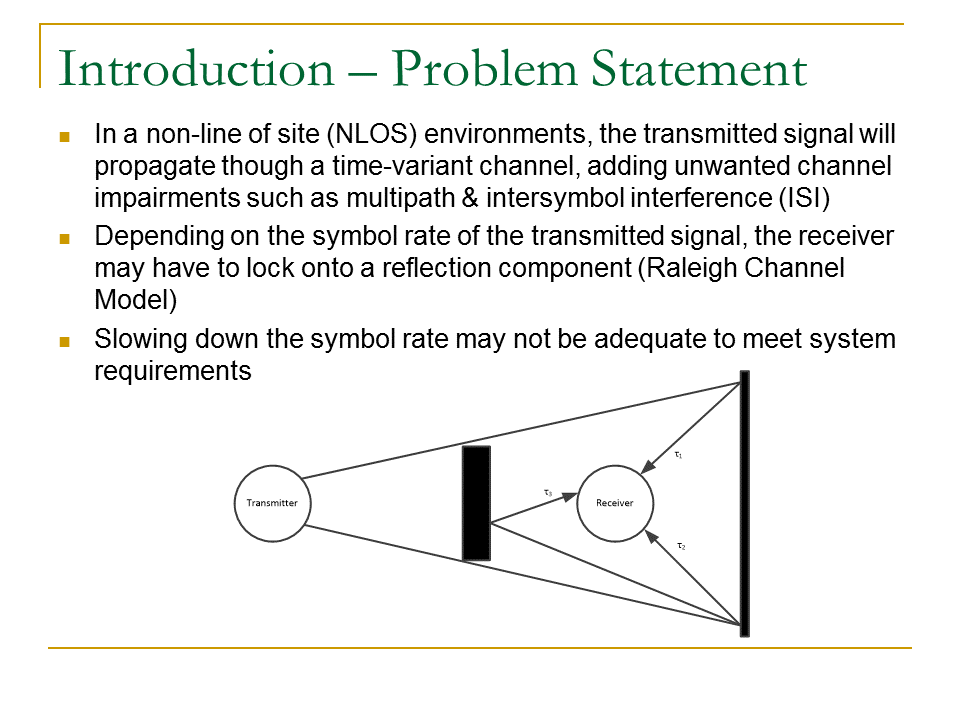 Introduction – Problem Statement
In a non-line of site (NLOS) environments, the transmitted signal will
propagate though a time-variant channel, adding unwanted channel
impairments such as multipath & intersymbol interference (ISI)
Depending on the symbol rate of the transmitted signal, the receiver
may have to lock onto a reflection component (Raleigh Channel
Model)
Slowing down the symbol rate may not be adequate to meet system
requirements
τ₁
τ₃
Transmitter
Receiver
τ₂